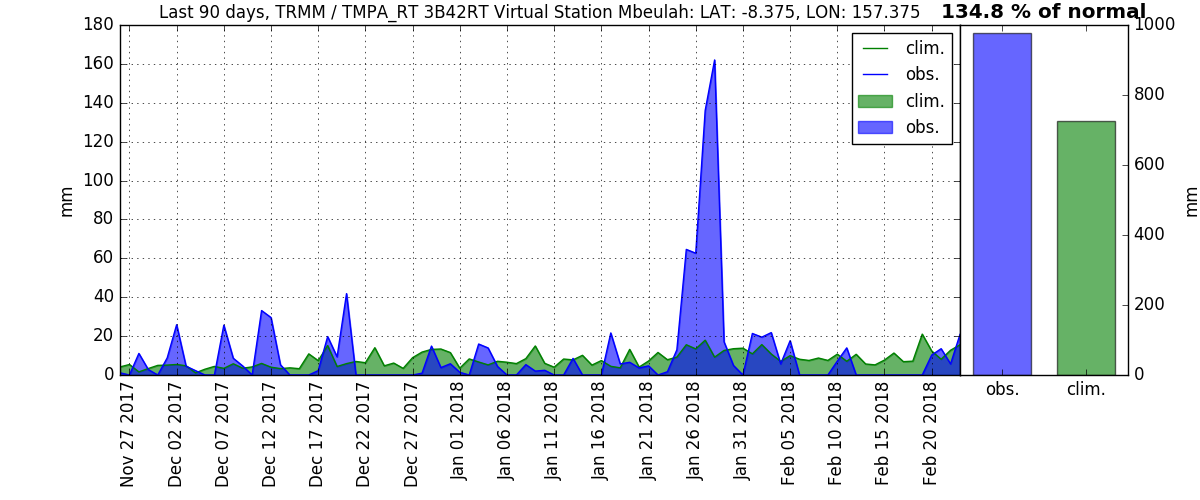 Last 90 days, TRMM / TMPA_RT 3B42RT Virtual Station Mbeulah: LAT: -8.375, LON: 157.375
134.8 % of normal
180
160
140
120
100
80
60
40
20
0
mm
clim.
obs.
clim.
obs.
Nov 27 2017
Dec 02 2017
Dec 07 2017
Dec 12 2017
Dec 17 2017
Dec 22 2017
Dec 27 2017
Jan 01 2018
Jan 06 2018
Jan 11 2018
Jan 16 2018
Jan 21 2018
Jan 26 2018
Jan 31 2018
Feb 05 2018
Feb 10 2018
Feb 15 2018
Feb 20 2018
1000
800
600
400
200
0
mm
obs.
clim.